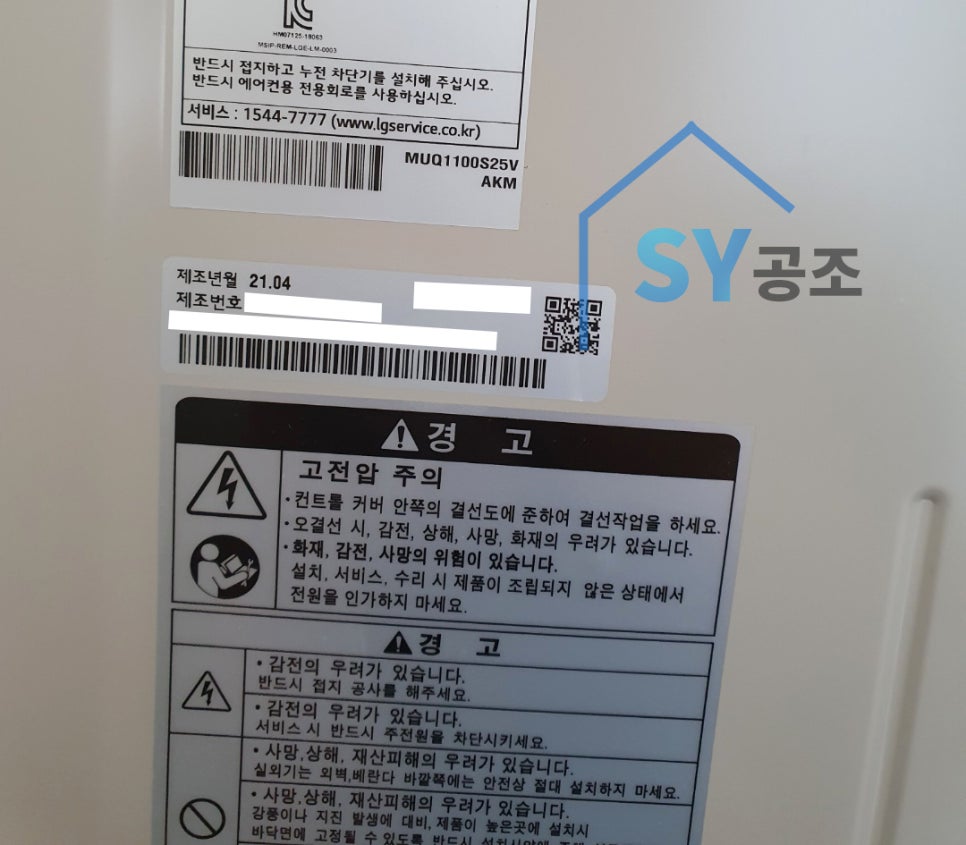 HM07125-18063
MSIP-REM-LGE-LM-0003
반드시 접지하고 누전 차단기를 설치해 주십시오.
반드시 에어컨용 전용회로를 사용하십시오.
서비스 : 1544-7777 (www.lgservice.co.kr)
MUQ1100S25V
AKM
SY공조
제조년월 21.04
제조번호
경 고
고전압 주의
•컨트롤 커버 안쪽의 결선도에 준하여 결선작업을 하세요.
•오결선 시, 감전, 상해, 사망, 화재의 우려가 있습니다.
•화재, 감전, 사망의 위험이 있습니다.
설치, 서비스, 수리 시 제품이 조립되지 않은 상태에서
전원을 인가하지 마세요.
경 고
•감전의 우려가 있습니다.
반드시 접지 공사를 해주세요.
•감전의 우려가 있습니다.
서비스 시 반드시 주전원을 차단시키세요.
•사망,상해, 재산피해의 우려가 있습니다.
실외기는 외벽,베란다 바깥쪽에는 안전상 절대 설치하지 마세요.
•사망,상해, 재산피해의 우려가 있습니다.
강풍이나 지진 발생에 대비, 제품이 높은곳에 설치시
바닥면에 고정될 수 있도록 반드시